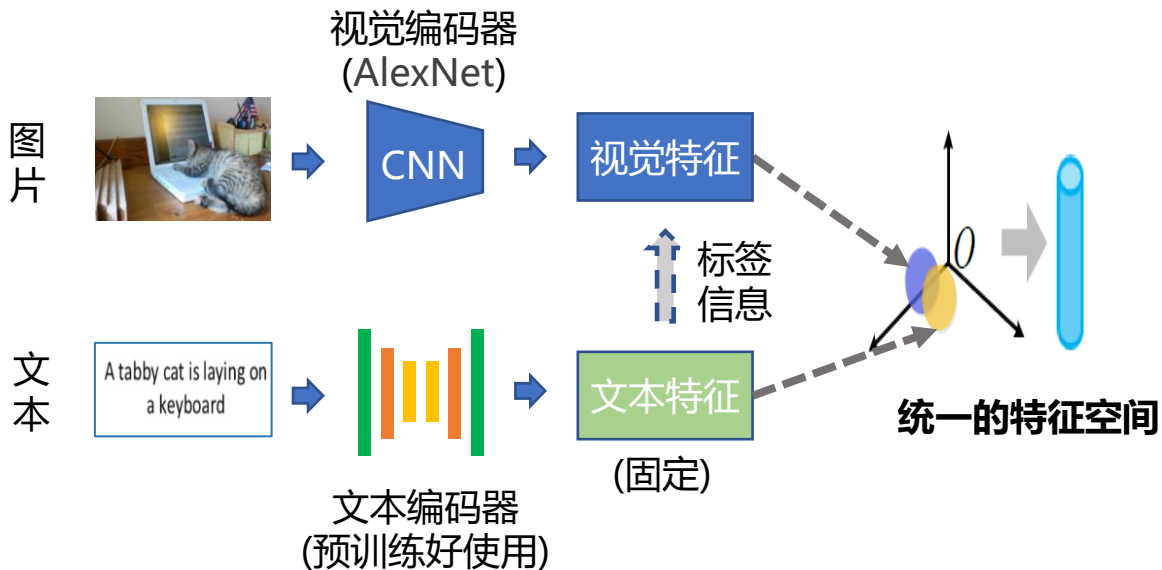 视觉编码器
(AlexNet)
图
片
CNN
视觉特征
O
标签
信息
文
本
A tabby cat is laying on
a keyboard
文本特征
统一的特征空间
(固定)
文本编码器
(预训练好使用)